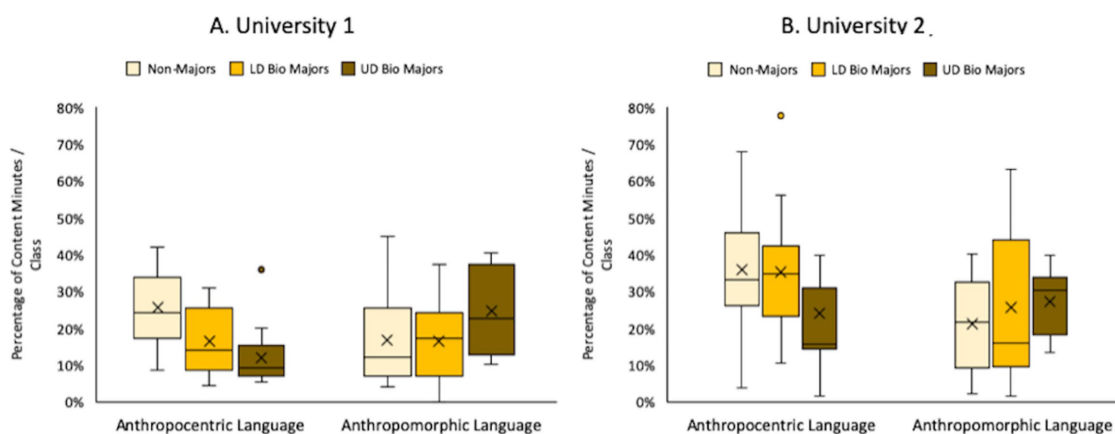 A. University 1
Non-Majors LD Bio Majors UD Bio Majors
Percentage of Content Minutes /
Class
80%
70%
60%
50%
40%
30%
20%
10%
0%
Anthropocentric Language Anthropomorphic Language
B. University 2.
Non-Majors LD Bio Majors UD Bio Majors
Percentage of Content Minutes /
Class
80%
70%
60%
50%
40%
30%
20%
10%
0%
Anthropocentric Language Anthropomorphic Language